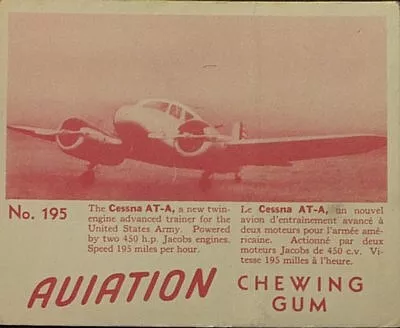 No. 195
The Cessna AT-A, a new twin-
engine advanced trainer for the
United States Army. Powered
by two 450 h.p. Jacobs engines.
Speed 195 miles per hour.
Le Cessna AT-A, un nouvel
avion d'entraînement avancé à
deux moteurs pour l'armée amé-
ricaine. Actionné par deux
moteurs Jacobs de 450 c.v. Vi-
tesse 195 milles à l'heure.
AVIATION CHEWING
GUM